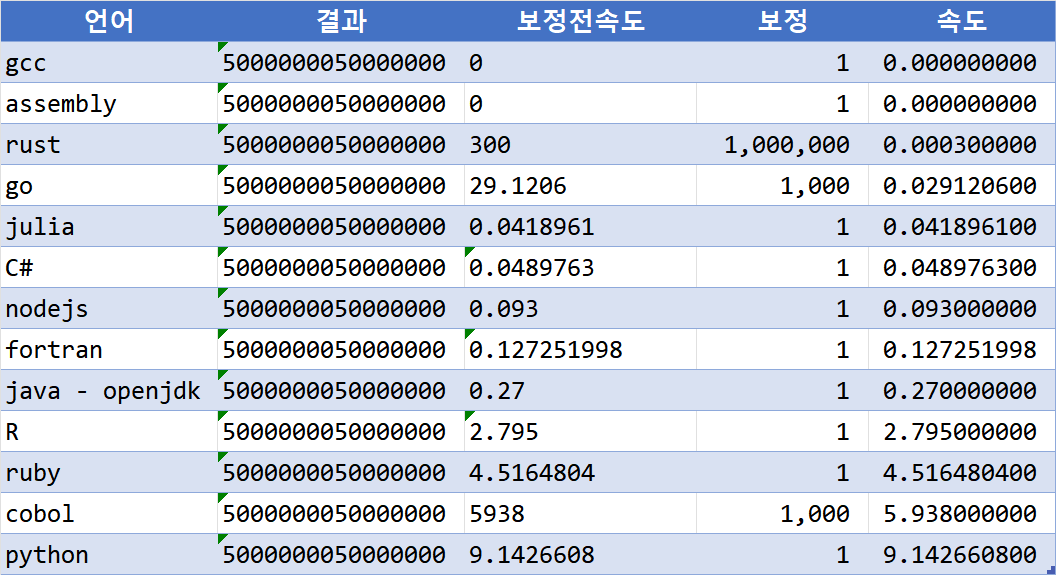 언어 결과 보정전속도 보정 속도
gcc 5000000050000000 0 1 0.000000000
assembly 5000000050000000 0 1 0.000000000
rust 5000000050000000 300 1,000,000 0.000300000
go 5000000050000000 29.1206 1,000 0.029120600
julia 5000000050000000 0.0418961 1 0.041896100
C# 5000000050000000 0.0489763 1 0.048976300
nodejs 5000000050000000 0.093 1 0.093000000
fortran 5000000050000000 0.127251998 1 0.127251998
java - openjdk 5000000050000000 0.27 1 0.270000000
R 5000000050000000 2.795 1 2.795000000
ruby 5000000050000000 4.5164804 1 4.516480400
cobol 5000000050000000 5938 1,000 5.938000000
python 5000000050000000 9.1426608 1 9.142660800